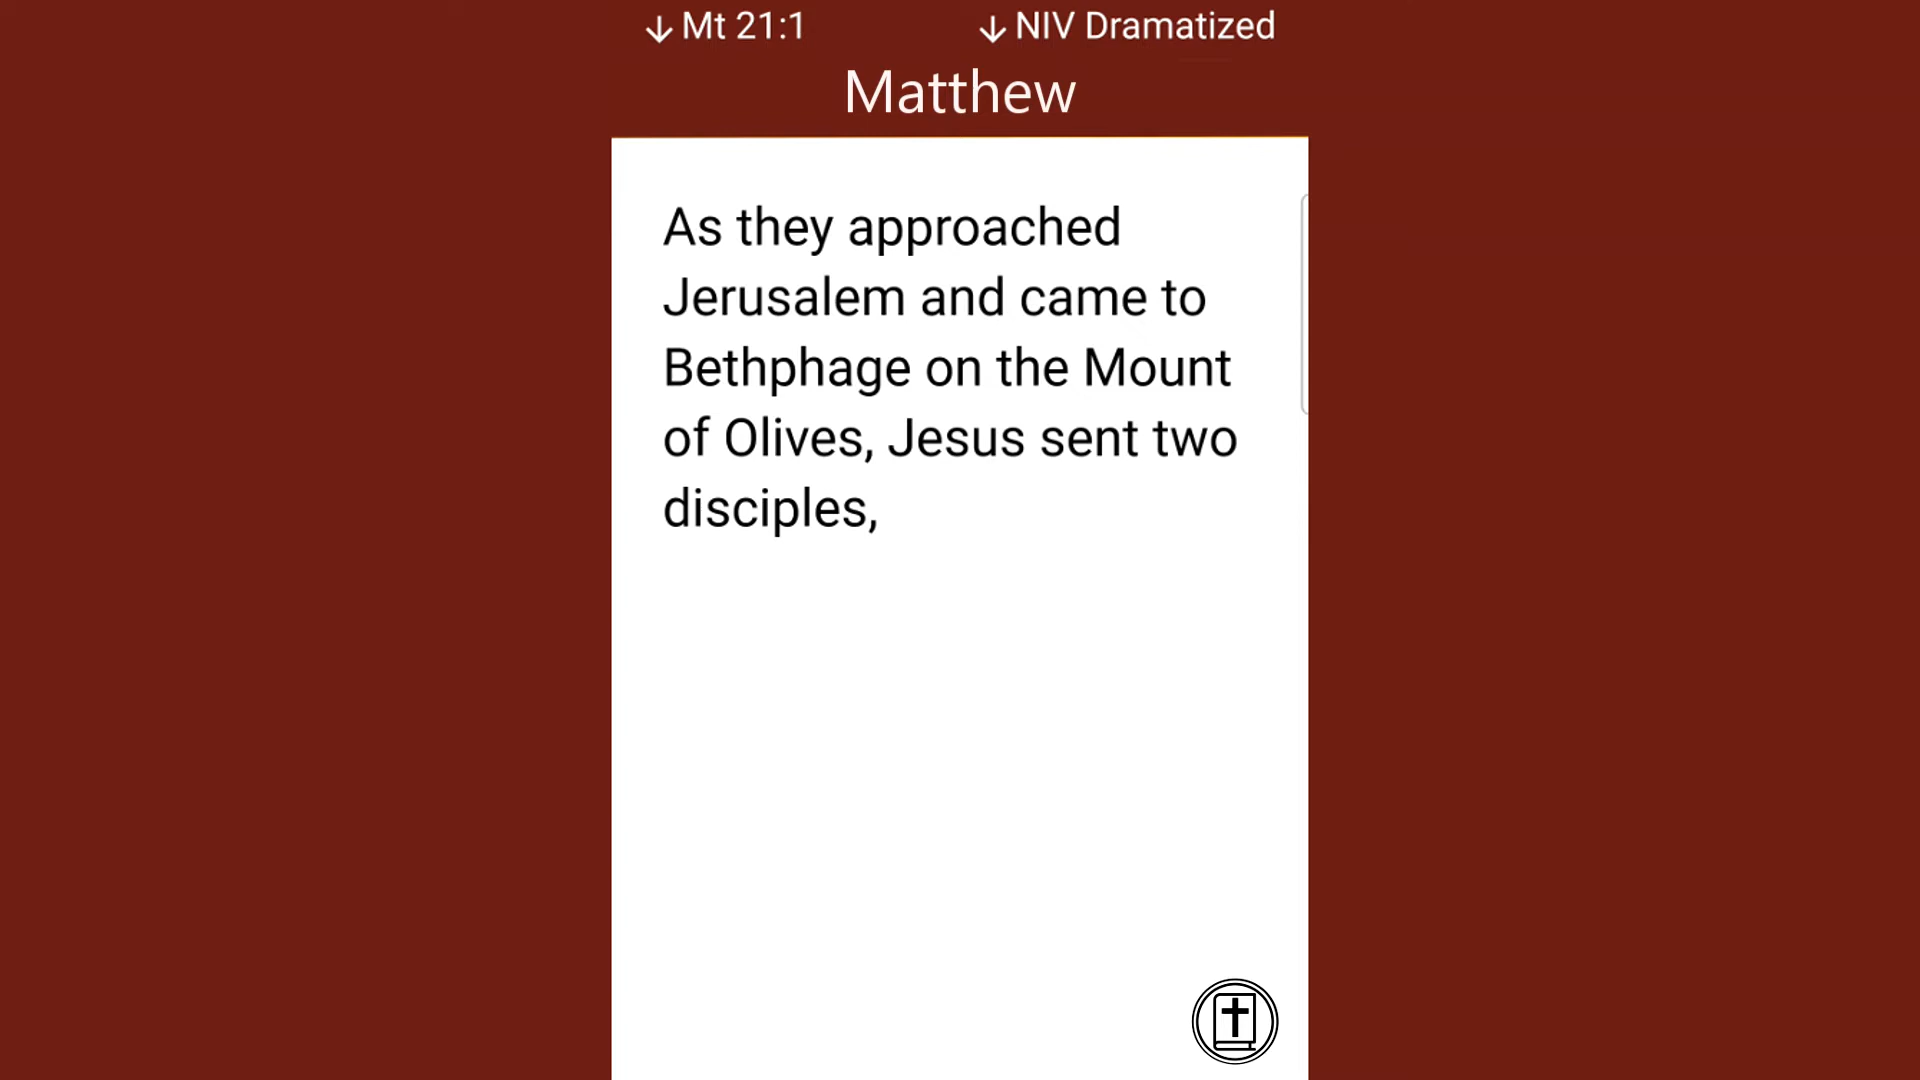 ↓ Mt 21:1 ↓ NIV Dramatized
Matthew
As they approached
Jerusalem and came to
Bethphage on the Mount
of Olives, Jesus sent two
disciples,